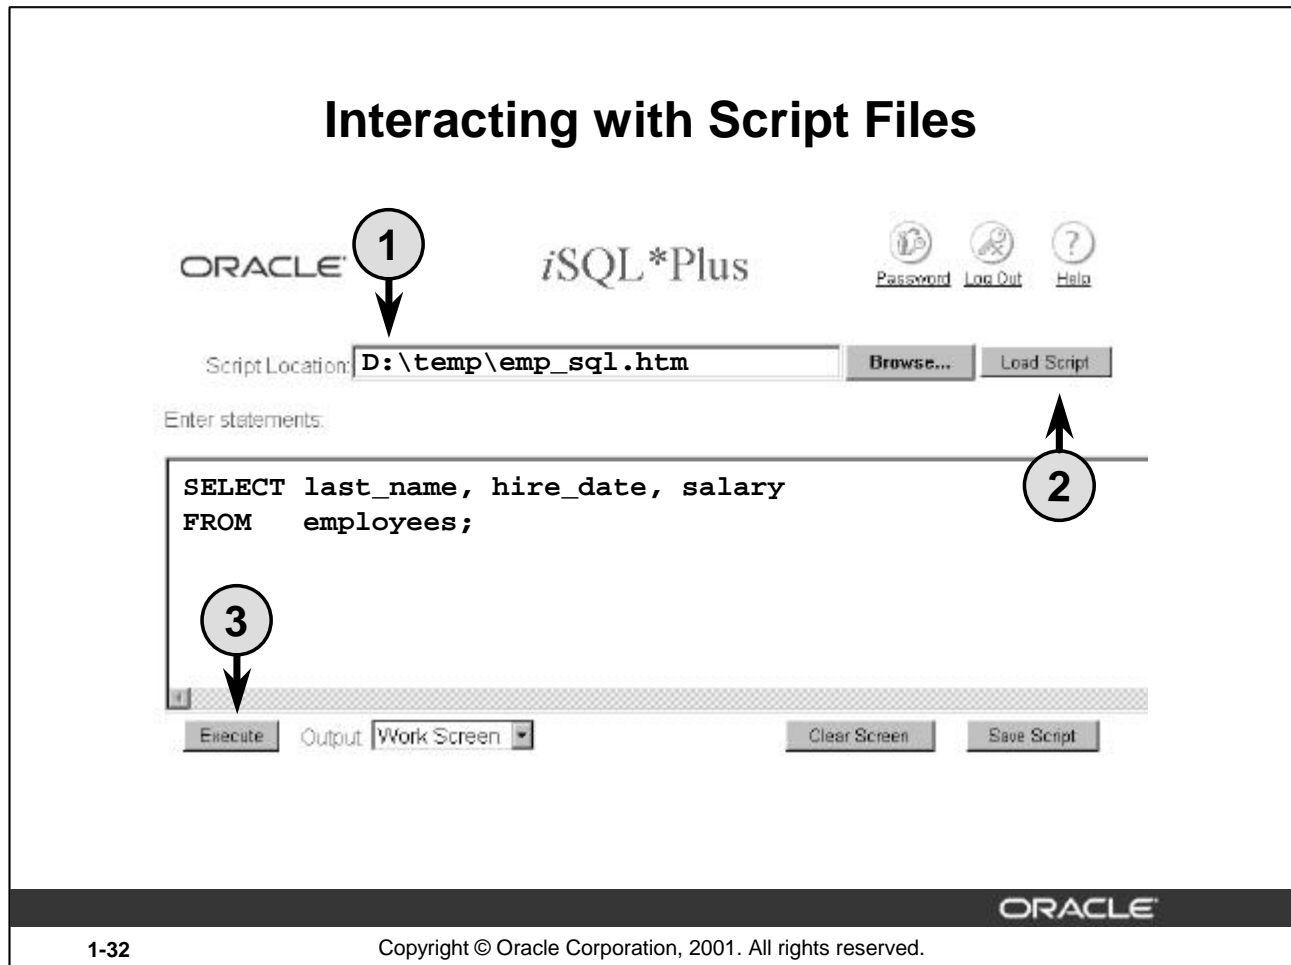 Interacting with Script Files
1
ORACLE
iSQL*Plus
Password Log Out Help
Script Location: D:\temp\emp_sql.htm Browse... Load Script
Enter statements:
2
SELECT last_name, hire_date, salary
FROM employees;
3
Execute Output Work Screen Clear Screen Save Script
ORACLE
1-32 Copyright © Oracle Corporation, 2001. All rights reserved.